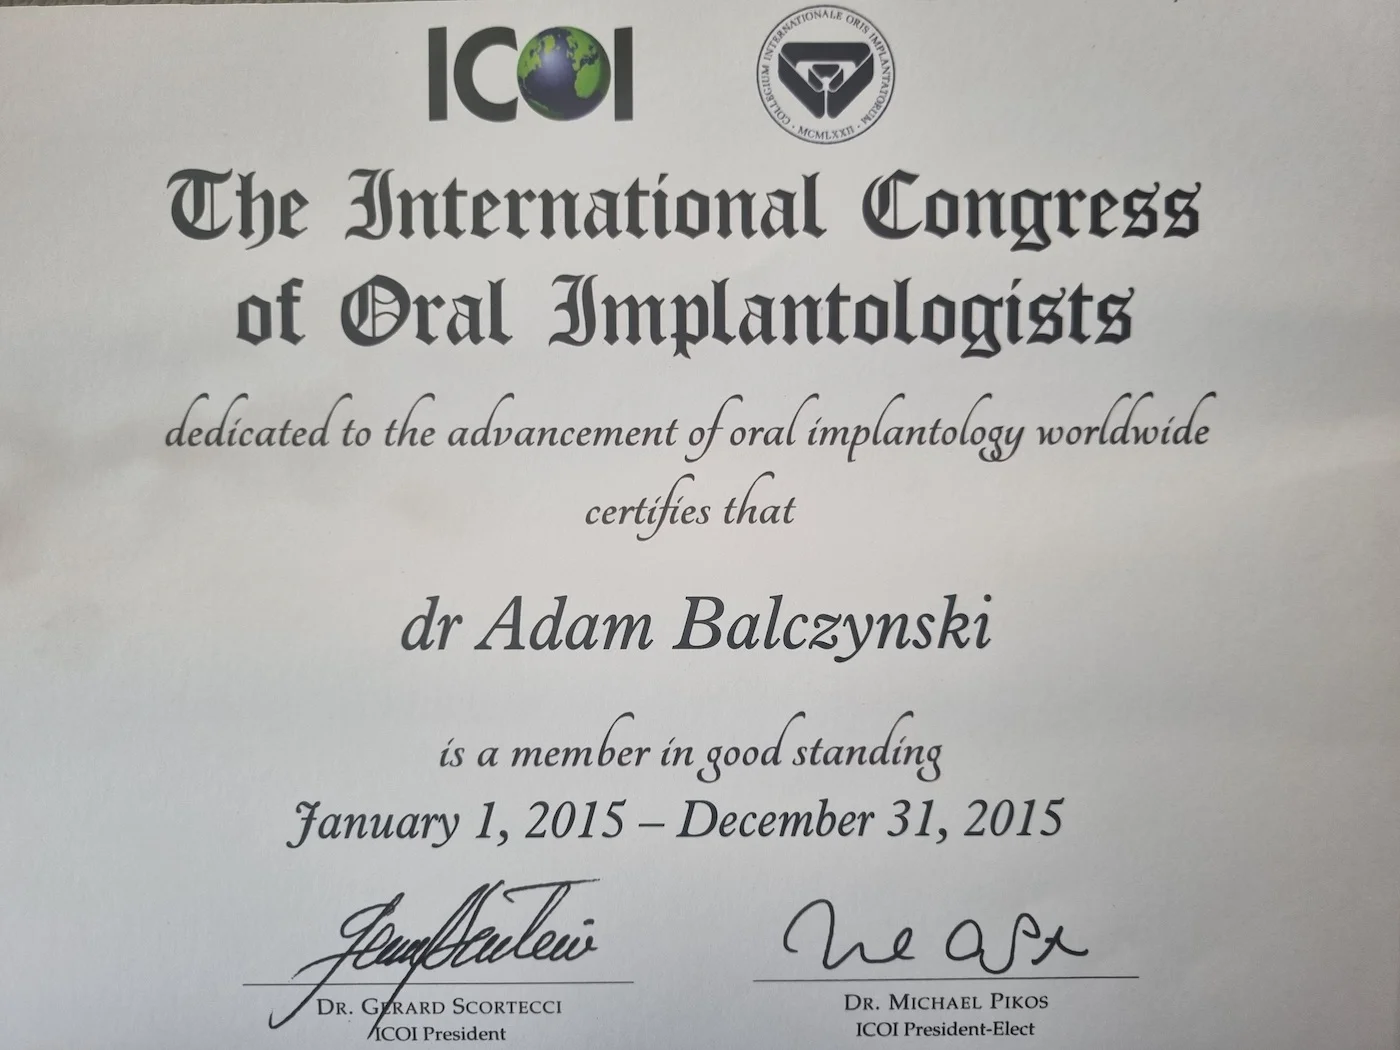 ICOI
COLLEGIUM INTERNATIONALE ORIS IMPLANTATORUM
· MCMLXXII ·
The International Congress
of Oral Implantologists
dedicated to the advancement of oral implantology worldwide
certifies that
dr Adam Balczynski
is a member in good standing
January 1, 2015 – December 31, 2015
DR. GERARD SCORTECCI
ICOI President
DR. MICHAEL PIKOS
ICOI President-Elect